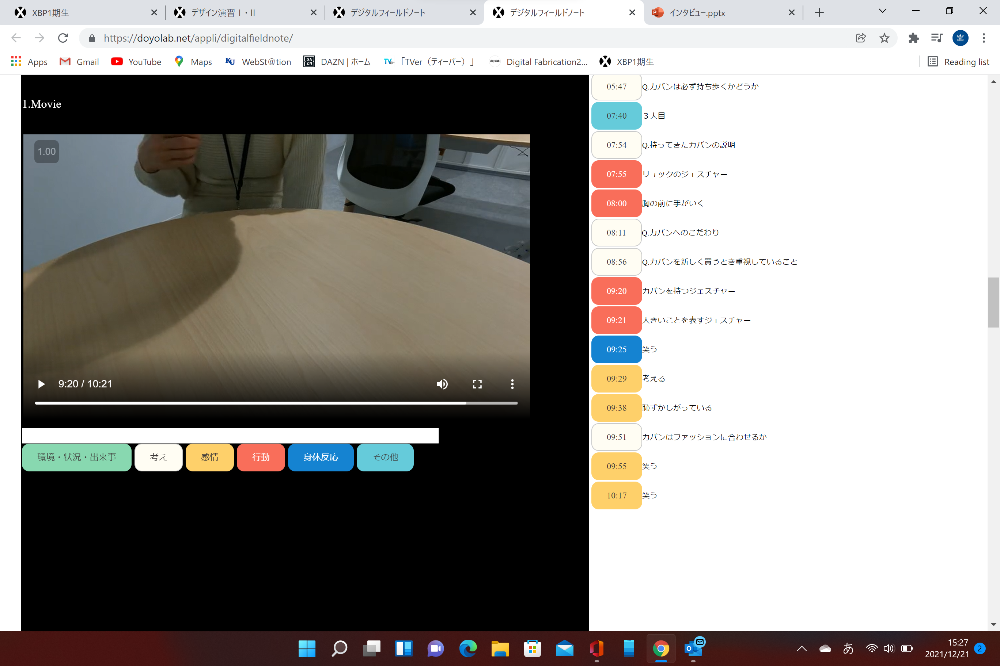 XBP1期生
デザイン演習Ⅰ・II
デジタルフィールドノート
デジタルフィールドノート
インタビュー.pptx
https://doyolab.net/appli/digitalfieldnote/
Apps
Gmail
YouTube
Maps
KU WebSt@tion
DAZN DAZN | ホーム
TVer 「TVer（ティーバー）」
doyolab Digital Fabrication2...
XBP1期生
Reading list
1.Movie
1.00
9:20 / 10:21
環境・状況・出来事 考え 感情 行動 身体反応 その他
05:47 Q.カバンは必ず持ち歩くかどうか
07:40 ３人目
07:54 Q.持ってきたカバンの説明
07:55 リュックのジェスチャー
08:00 胸の前に手がいく
08:11 Q.カバンへのこだわり
08:56 Q.カバンを新しく買うとき重視していること
09:20 カバンを持つジェスチャー
09:21 大きいことを表すジェスチャー
09:25 笑う
09:29 考える
09:38 恥ずかしがっている
09:51 カバンはファッションに合わせるか
09:55 笑う
10:17 笑う
あ
15:27
2021/12/21
2